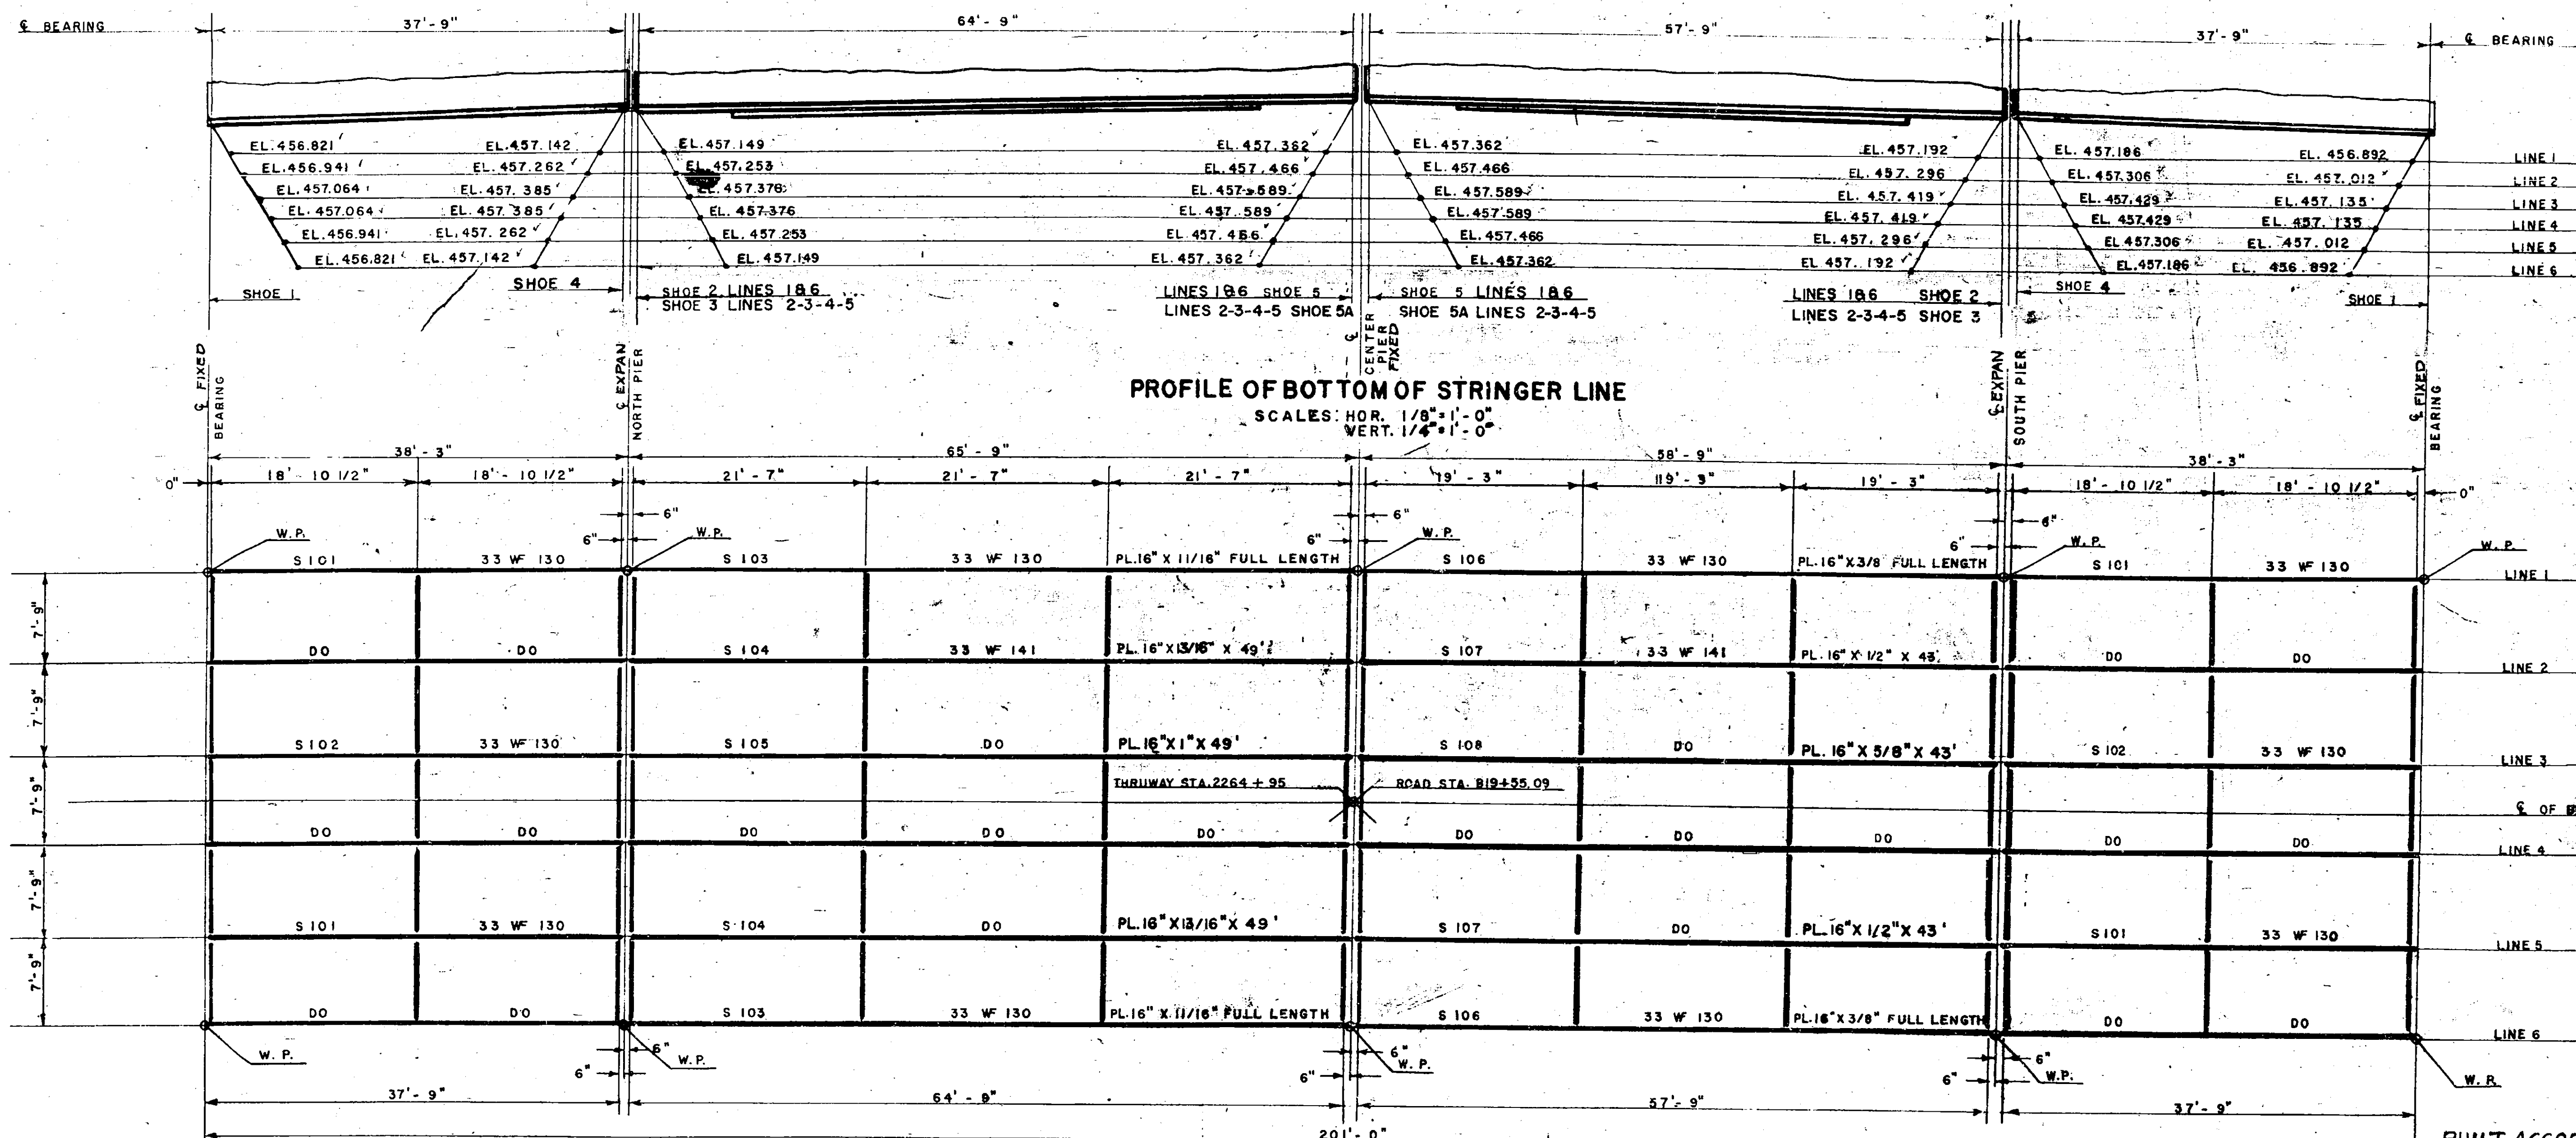 ℄ BEARING 37'-9" 64'-9" 57'-9" 37'-9" ℄ BEARING
EL.456.821 EL.457.142 EL.457.149 EL.457.362 EL.457.362 EL.457.192 EL.457.186 EL. 456.892 LINE 1
EL.456.941 EL.457.262 EL.457.253 EL.457.466 EL.457.466 EL.457.296 EL.457.306 EL. 457.012 LINE 2
EL.457.064 EL.457.385 EL.457.376 EL.457.589 EL.457.589 EL.457.419 EL.457.429 EL. 457.135 LINE 3
EL.457.064 EL.457.385 EL.457.376 EL.457.589 EL.457.589 EL.457.419 EL.457.429 EL. 457.135 LINE 4
EL.456.941 EL.457.262 EL.457.253 EL.457.466 EL.457.466 EL.457.296 EL.457.306 EL. 457.012 LINE 5
EL.456.821 EL.457.142 EL.457.149 EL.457.362 EL.457.362 EL 457.192 EL.457.186 EL. 456.892 LINE 6
SHOE 1 SHOE 4 SHOE 2 LINES 1&6 LINES 1&6 SHOE 5 SHOE 5 LINES 1&6 LINES 1&6 SHOE 2 SHOE 4 SHOE 1
SHOE 3 LINES 2-3-4-5 LINES 2-3-4-5 SHOE 5A SHOE 5A LINES 2-3-4-5 LINES 2-3-4-5 SHOE 3
℄ FIXED BEARING
℄ EXPAN NORTH PIER
℄ CENTER PIER FIXED
℄ EXPAN SOUTH PIER
℄ FIXED BEARING
PROFILE OF BOTTOM OF STRINGER LINE
SCALES: HOR. 1/8"=1'-0"
VERT. 1/4"=1'-0"
38'-3" 65'-9" 58'-9" 38'-3"
0" 18'-10 1/2" 18'-10 1/2" 21'-7" 21'-7" 21'-7" 19'-3" 119'-3" 19'-3" 18'-10 1/2" 18'-10 1/2" 0"
6" 6" 6"
W.P. 6" W.P. 6" W.P. 6" W.P. W.P.
S 101 33 WF 130 S 103 33 WF 130 PL.16" X 11/16" FULL LENGTH S 106 33 WF 130 PL.16" X 3/8" FULL LENGTH S 101 33 WF 130 LINE 1
7'-9"
DO DO S 104 33 WF 141 PL.16" X 13/16" X 49' S 107 33 WF 141 PL.16" X 1/2" X 43' DO DO LINE 2
7'-9"
S 102 33 WF 130 S 105 DO PL.16" X 1" X 49' S 108 DO PL. 16" X 5/8" X 43' S 102 33 WF 130 LINE 3
7'-9" THRUWAY STA.2264 + 95 ROAD STA. B19+55.09 ℄ OF
DO DO DO DO DO DO DO DO DO DO LINE 4
7'-9"
S 101 33 WF 130 S 104 DO PL.16" X 13/16" X 49' S 107 DO PL.16" X 1/2" X 43' S 101 33 WF 130 LINE 5
7'-9"
DO DO S 103 33 WF 130 PL.16" X 11/16" FULL LENGTH S 106 33 WF 130 PL.16" X 3/8" FULL LENGTH DO DO LINE 6
W.P. 6" W.P. 6" W.P. 6" W.P. W.P.
6" 6" 6"
37'-9" 64'-9" 57'-9" 37'-9"
201'-0"